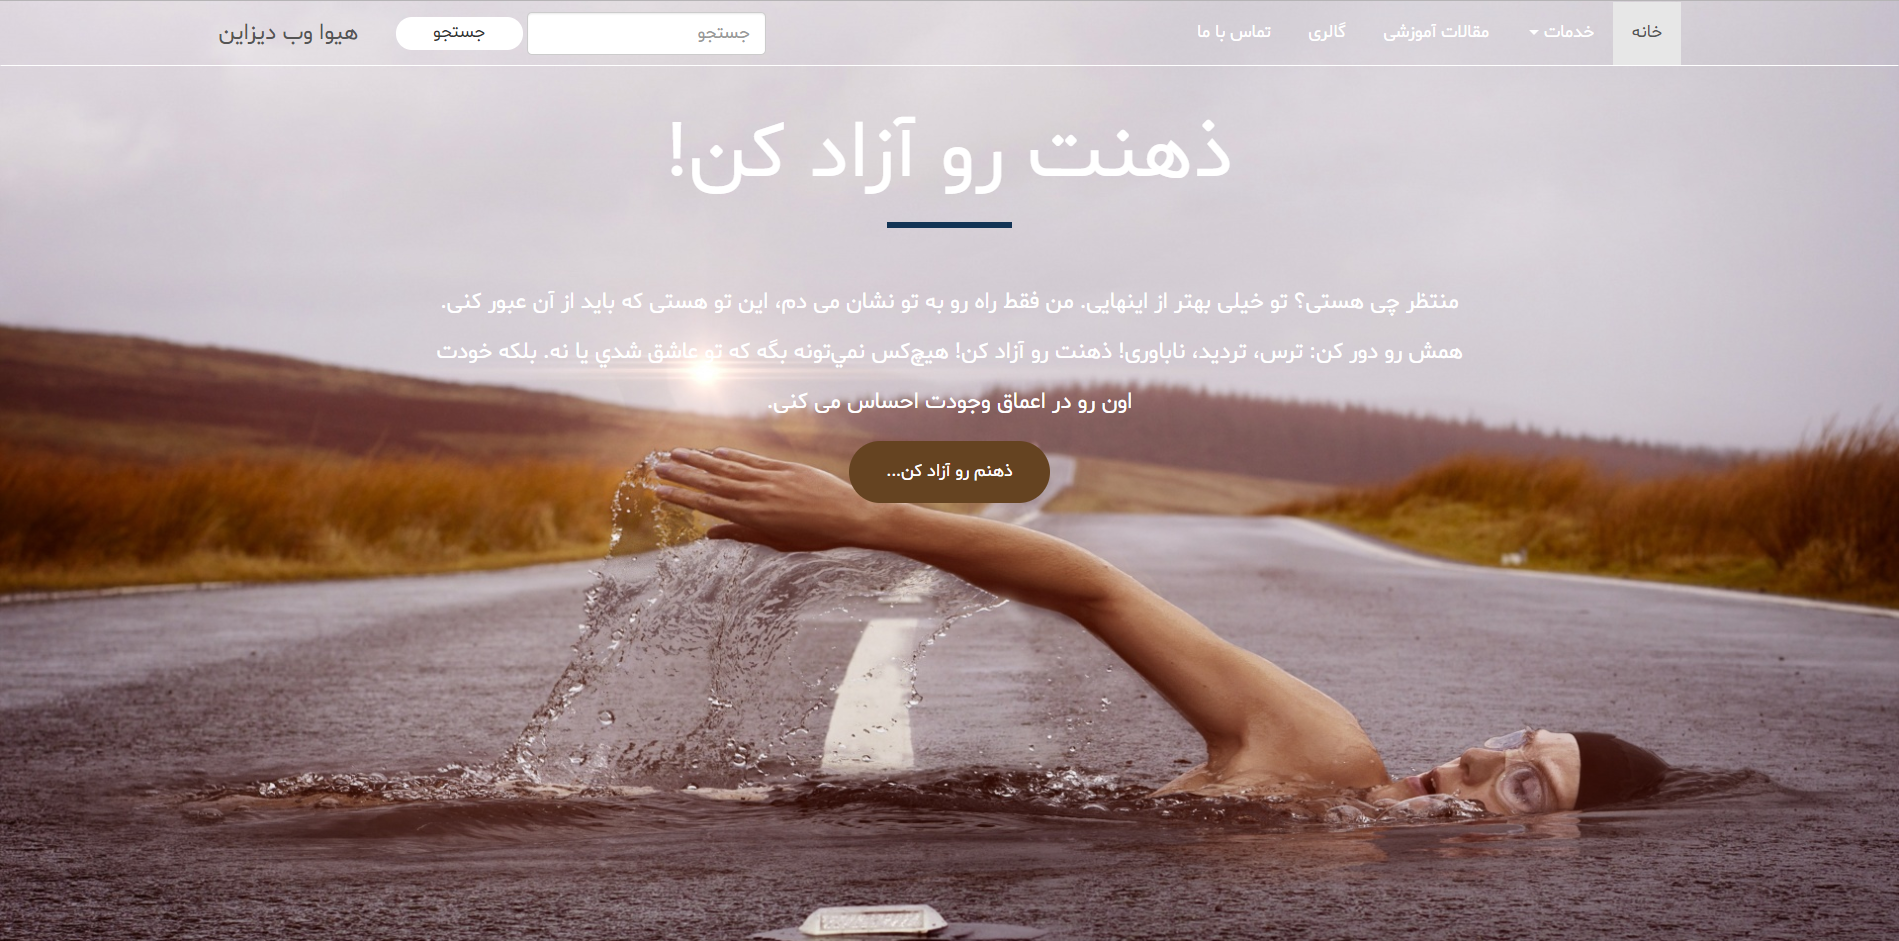 خانه
خدمات
مقالات آموزشی
گالری
تماس با ما
جستجو
جستجو
هیوا وب دیزاین
ذهنت رو آزاد کن!
منتظر چی هستی؟ تو خیلی بهتر از اینهایی. من فقط راه رو به تو نشان می دم، این تو هستی که باید از آن عبور کنی.
همش رو دور کن: ترس، تردید، ناباوری! ذهنت رو آزاد کن! هیچ‌کس نمي‌تونه بگه که تو عاشق شدي یا نه. بلکه خودت
اون رو در اعماق وجودت احساس می کنی.
ذهنم رو آزاد کن...